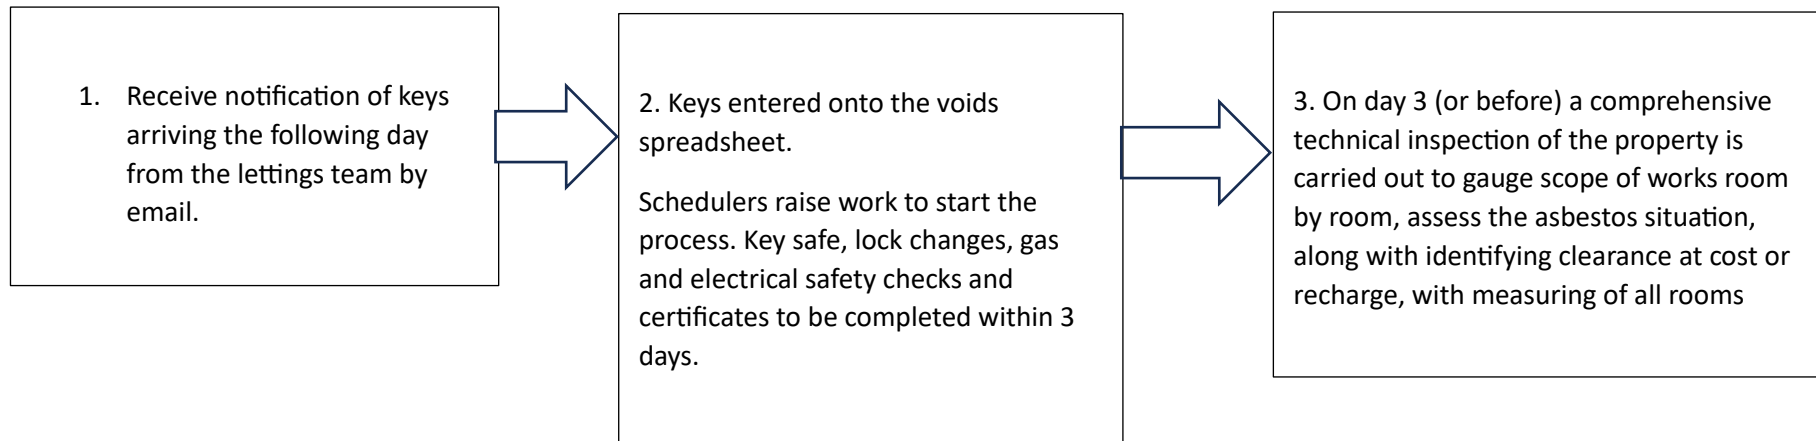 1. Receive notification of keys
arriving the following day
from the lettings team by
email.
2. Keys entered onto the voids
spreadsheet.
Schedulers raise work to start the
process. Key safe, lock changes, gas
and electrical safety checks and
certificates to be completed within 3
days.
3. On day 3 (or before) a comprehensive
technical inspection of the property is
carried out to gauge scope of works room
by room, assess the asbestos situation,
along with identifying clearance at cost or
recharge, with measuring of all rooms